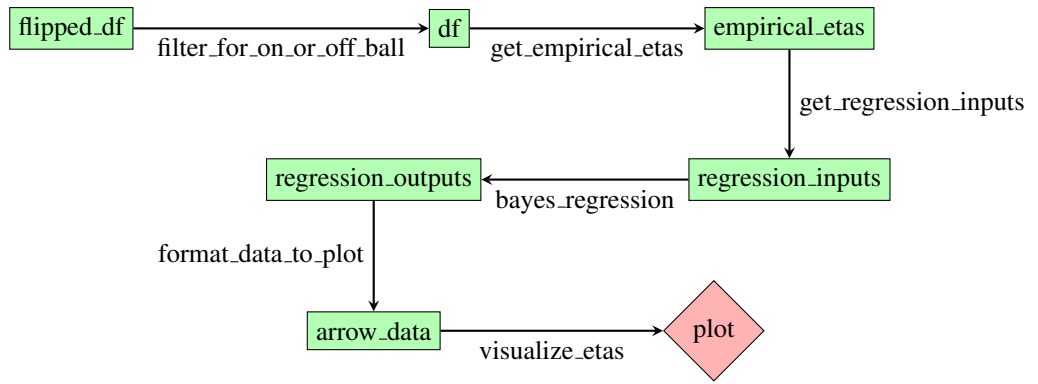 flipped_df
filter_for_on_or_off_ball
df
get_empirical_etas
empirical_etas
get_regression_inputs
regression_inputs
bayes_regression
regression_outputs
format_data_to_plot
arrow_data
visualize_etas
plot